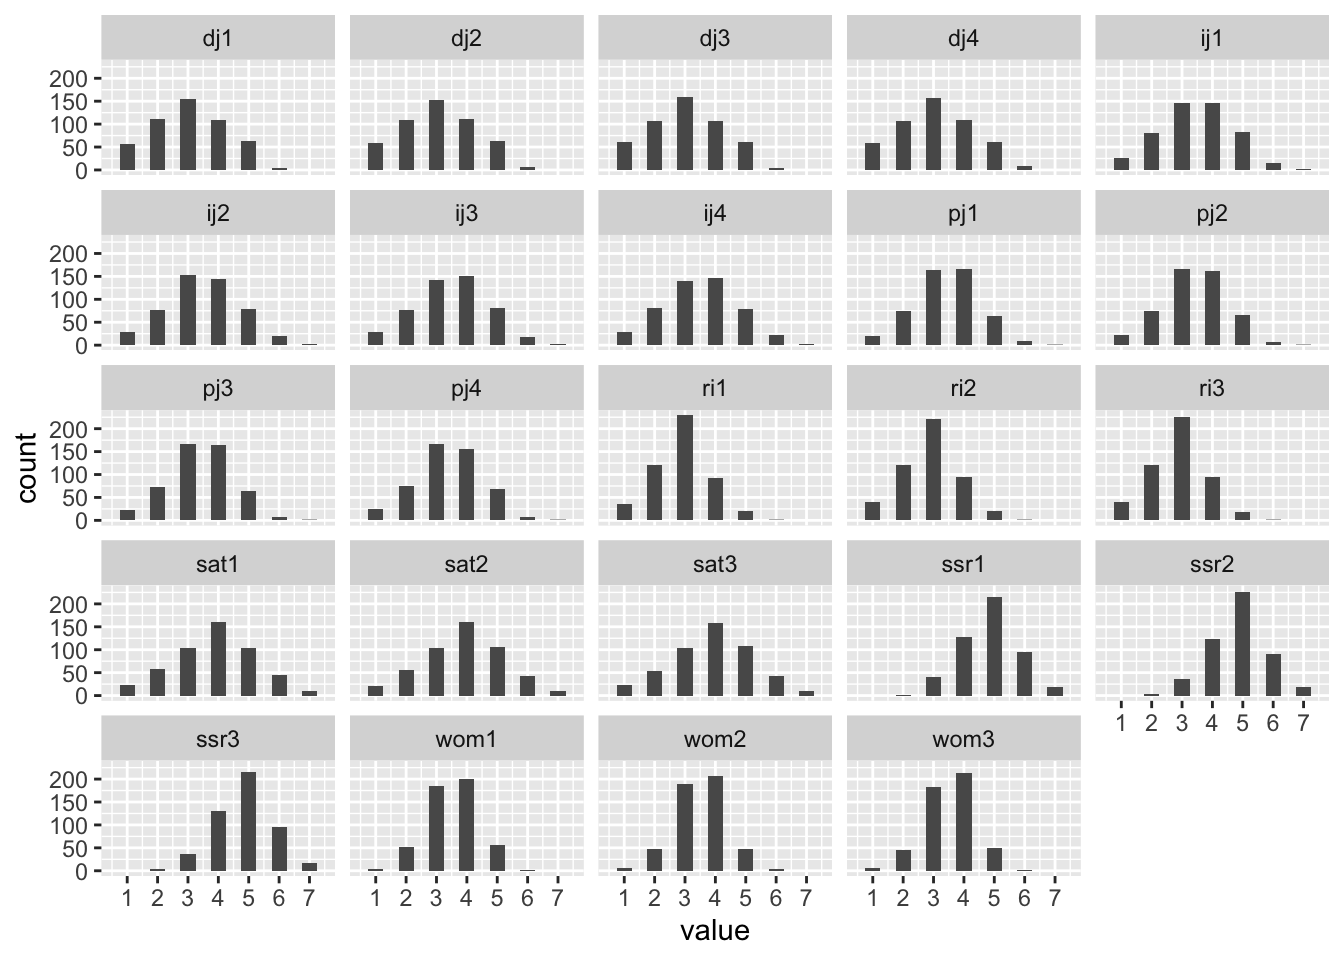 dj1 dj2 dj3 dj4 ij1
200
150
100
50
0
ij2 ij3 ij4 pj1 pj2
200
150
100
50
0
pj3 pj4 ri1 ri2 ri3
200
150
100
50
0
count
sat1 sat2 sat3 ssr1 ssr2
200
150
100
50
0
1 2 3 4 5 6 7
ssr3 wom1 wom2 wom3
200
150
100
50
0
1 2 3 4 5 6 7 1 2 3 4 5 6 7 1 2 3 4 5 6 7 1 2 3 4 5 6 7
value